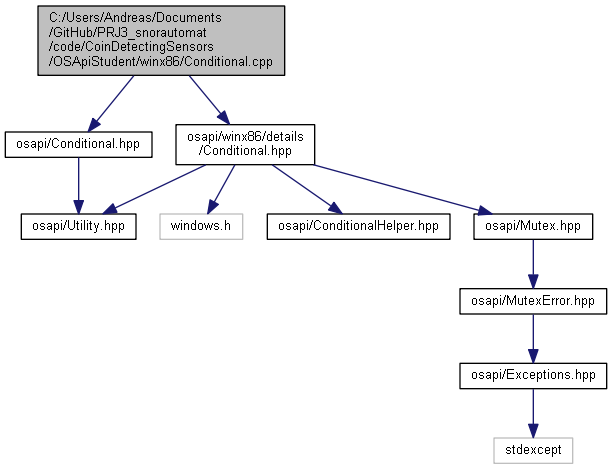 C:/Users/Andreas/Documents
/GitHub/PRJ3_snorautomat
/code/CoinDetectingSensors
/OSApiStudent/winx86/Conditional.cpp
osapi/Conditional.hpp
osapi/winx86/details
/Conditional.hpp
osapi/Utility.hpp
windows.h
osapi/ConditionalHelper.hpp
osapi/Mutex.hpp
osapi/MutexError.hpp
osapi/Exceptions.hpp
stdexcept